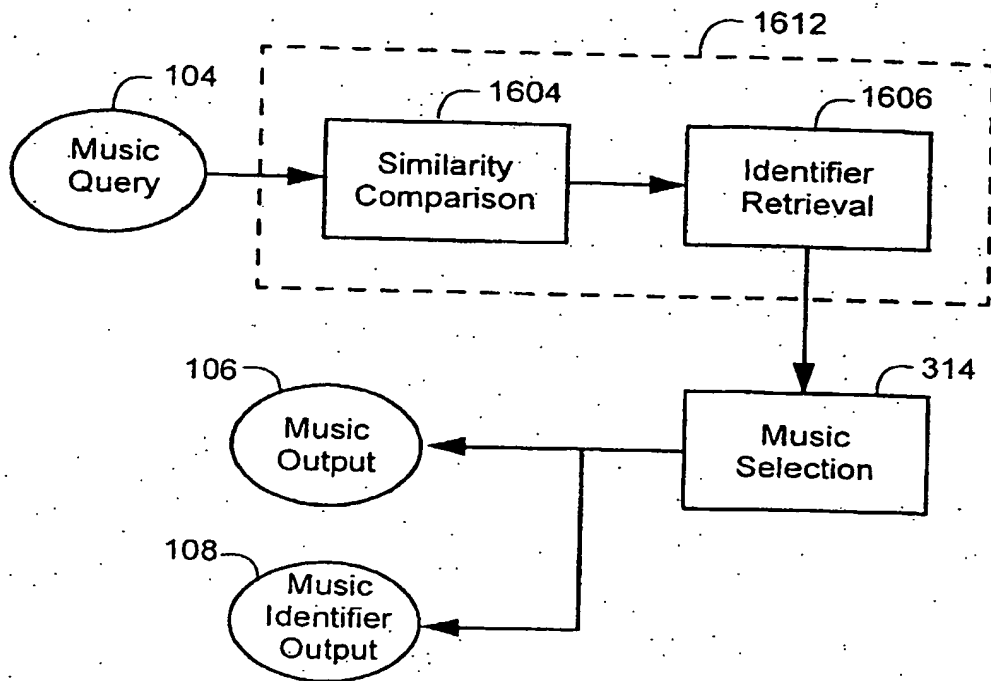 1612
104
1604
1606
Music
Query
Similarity
Comparison
Identifier
Retrieval
106
314
Music
Output
Music
Selection
108
Music
Identifier
Output